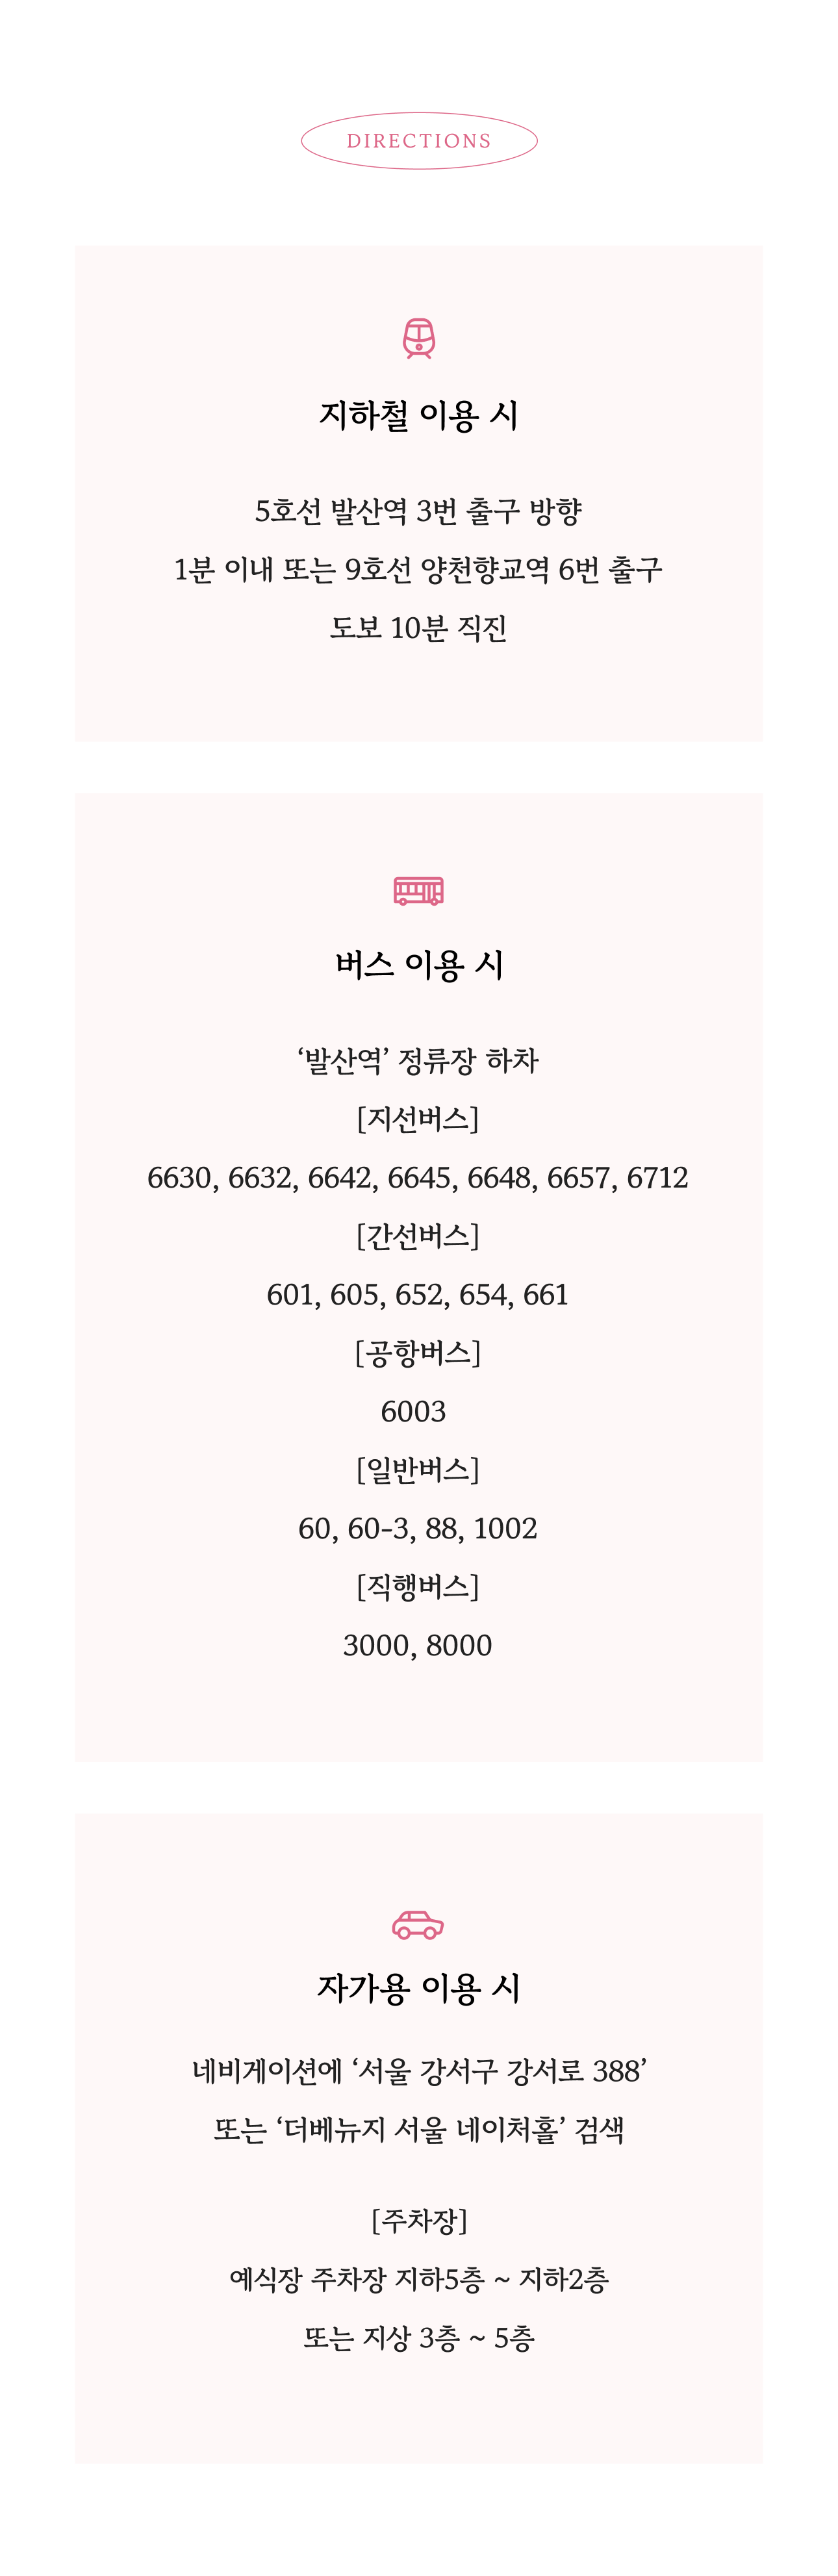 DIRECTIONS
지하철 이용 시
5호선 발산역 3번 출구 방향
1분 이내 또는 9호선 양천향교역 6번 출구
도보 10분 직진
버스 이용 시
‘발산역’ 정류장 하차
[지선버스]
6630, 6632, 6642, 6645, 6648, 6657, 6712
[간선버스]
601, 605, 652, 654, 661
[공항버스]
6003
[일반버스]
60, 60-3, 88, 1002
[직행버스]
3000, 8000
자가용 이용 시
네비게이션에 ‘서울 강서구 강서로 388’
또는 ‘더베뉴지 서울 네이처홀’ 검색
[주차장]
예식장 주차장 지하5층 ~ 지하2층
또는 지상 3층 ~ 5층